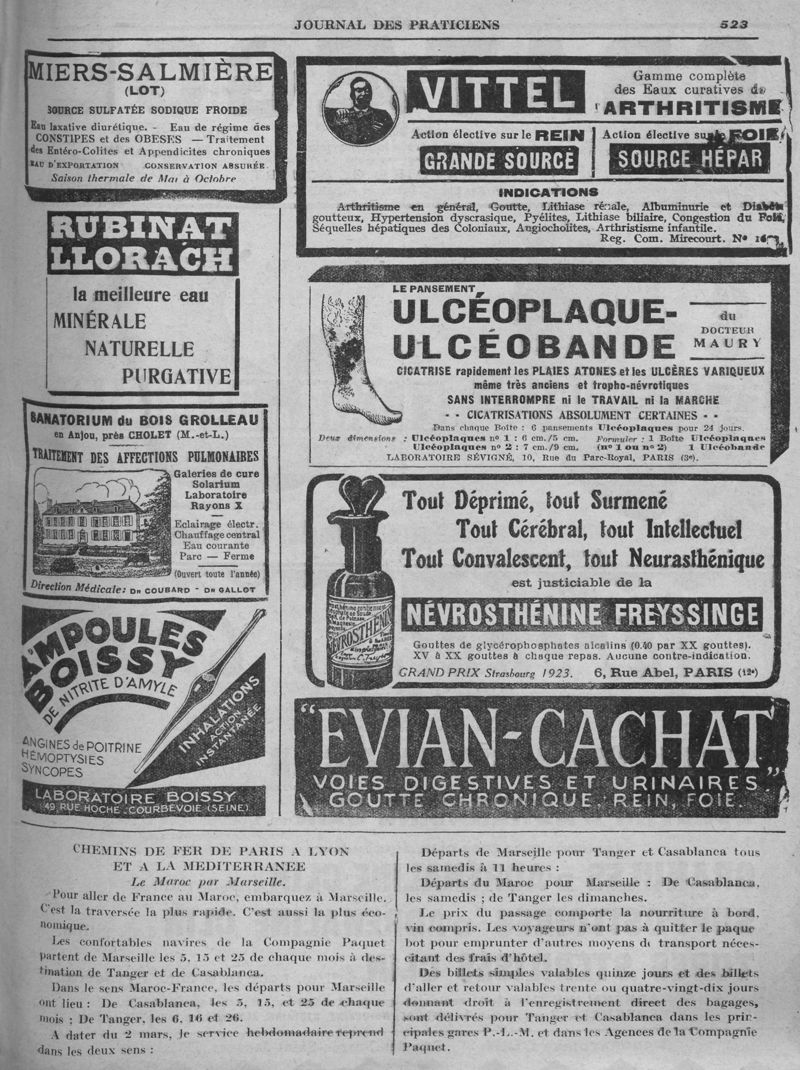 JOURNAL DES PRATICIENS 523
MIERS-SALMIÈRE
(LOT)
SOURCE SULFATÉE SODIQUE FROIDE
Eau laxative diurétique. - Eau de régime des
CONSTIPES et des OBESES — Traitement
des Entéro-Colites et Appendicites chroniques
EAU D'EXPORTATION CONSERVATION ASSURÉE
Saison thermale de Mai à Octobre
RUBINAT
LLORACH
la meilleure eau
MINÉRALE
NATURELLE
PURGATIVE
SANATORIUM du BOIS GROLLEAU
en Anjou, près CHOLET (M.-et-L.)
TRAITEMENT DES AFFECTIONS PULMONAIRES
Galeries de cure
Solarium
Laboratoire
Rayons X
Eclairage électr.
Chauffage central
Eau courante
Parc — Ferme
(Ouvert toute l'année)
Direction Médicale: DR COUBARD - DR GALLOT
AMPOULES
BOISSY
DE NITRITE D'AMYLE
INHALATIONS
ACTION
INSTANTANÉE
ANGINES de POITRINE
HÉMOPTYSIES
SYNCOPES
LABORATOIRE BOISSY
49, RUE HOCHE - COURBEVOIE (SEINE)
VITTEL
Gamme complète
des Eaux curatives de
l'ARTHRITISME
Action élective sur le REIN
GRANDE SOURCE
Action élective sur le FOIE
SOURCE HÉPAR
INDICATIONS
Arthritisme en général, Goutte, Lithiase rénale, Albuminurie et Diabète
goutteux, Hypertension dyscrasique, Pyélites, Lithiase biliaire, Congestion du Foie,
Séquelles hépatiques des Coloniaux, Angiocholites, Arthristisme infantile.
Reg. Com. Mirecourt. No
LE PANSEMENT
ULCÉOPLAQUE-
ULCÉOBANDE
du
DOCTEUR
MAURY
CICATRISE rapidement les PLAIES ATONES et les ULCÈRES VARIQUEUX
même très anciens et tropho-névrotiques
SANS INTERROMPRE ni le TRAVAIL ni la MARCHE
- - CICATRISATIONS ABSOLUMENT CERTAINES - -
Dans chaque Boîte : 6 pansements Ulcéoplaques pour 24 jours.
Deux dimensions : Ulcéoplaques no 1 : 6 cm./5 cm. Formuler : 1 Boîte Ulcéoplaques
Ulcéoplaques no 2 : 7 cm./9 cm. (no 1 ou no 2) 1 Ulcéobande
LABORATOIRE SÉVIGNÉ, 10, Rue du Parc-Royal, PARIS (3e).
Tout Déprimé, tout Surmené
Tout Cérébral, tout Intellectuel
Tout Convalescent, tout Neurasthénique
est justiciable de la
NÉVROSTHÉNINE FREYSSINGE
Gouttes de glycérophosphates alcalins (0.40 par XX gouttes).
XV à XX gouttes à chaque repas. Aucune contre-indication.
GRAND PRIX Strasbourg 1923. 6, Rue Abel, PARIS (12e)
NÉVROSTHÉNINE
"EVIAN-CACHAT"
VOIES DIGESTIVES ET URINAIRES
GOUTTE CHRONIQUE, REIN, FOIE.
CHEMINS DE FER DE PARIS A LYON
ET A LA MEDITERRANEE
Le Maroc par Marseille.
Pour aller de France au Maroc, embarquez à Marseille.
C'est la traversée la plus rapide. C'est aussi la plus éco-
nomique.
Les confortables navires de la Compagnie Paquet
partent de Marseille les 5, 15 et 25 de chaque mois à des-
tination de Tanger et de Casablanca.
Dans le sens Maroc-France, les départs pour Marseille
ont lieu : De Casablanca, les 5, 15, et 25 de chaque
mois ; De Tanger, les 6, 16 et 26.
A dater du 2 mars, le service hebdomadaire reprend
dans les deux sens :
Départs de Marseille pour Tanger et Casablanca tous
les samedis à 11 heures :
Départs du Maroc pour Marseille : De Casablanca,
les samedis ; de Tanger les dimanches.
Le prix du passage comporte la nourriture à bord,
vin compris. Les voyageurs n'ont pas à quitter le paque
bot pour emprunter d'autres moyens di transport néces-
citant des frais d'hôtel.
Des billets simples valables quinze jours et des billets
d'aller et retour valables trente ou quatre-vingt-dix jours
donnant droit à l'enregistrement direct des bagages,
sont délivrés pour Tanger et Casablanca dans les prin-
cipales gares P.-L.-M. et dans les Agences de la Compagnie
Paquet.